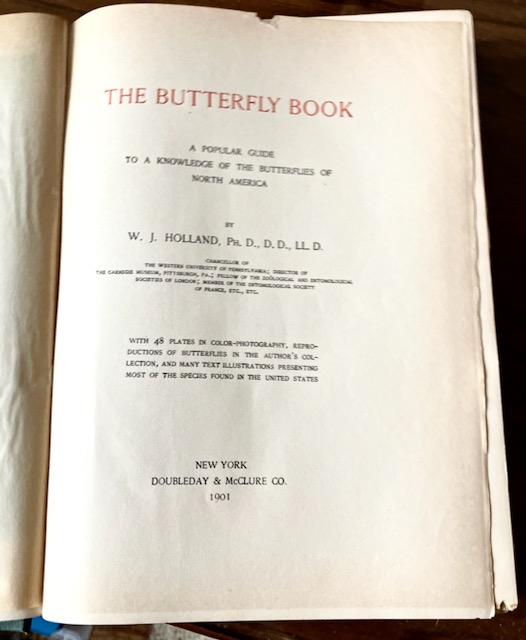 THE BUTTERFLY BOOK
A POPULAR GUIDE
TO A KNOWLEDGE OF THE BUTTERFLIES OF
NORTH AMERICA
BY
W. J. HOLLAND, PH. D., D. D., LL. D.
CHANCELLOR OF
THE WESTERN UNIVERSITY OF PENNSYLVANIA; DIRECTOR OF
THE CARNEGIE MUSEUM, PITTSBURGH, PA.; FELLOW OF THE ZOÖLOGICAL AND ENTOMOLOGICAL
SOCIETIES OF LONDON; MEMBER OF THE ENTOMOLOGICAL SOCIETY
OF FRANCE, ETC., ETC.
WITH 48 PLATES IN COLOR-PHOTOGRAPHY, REPRO-
DUCTIONS OF BUTTERFLIES IN THE AUTHOR'S COL-
LECTION, AND MANY TEXT ILLUSTRATIONS PRESENTING
MOST OF THE SPECIES FOUND IN THE UNITED STATES
NEW YORK
DOUBLEDAY & McCLURE CO.
1901